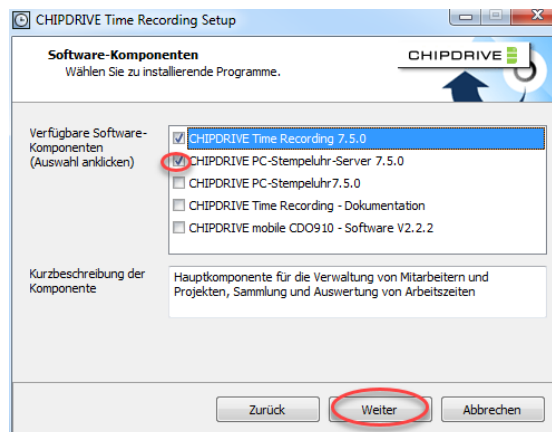 CHIPDRIVE Time Recording Setup
Software-Komponenten
Wählen Sie zu installierende Programme.
CHIPDRIVE
Verfügbare Software-
Komponenten
(Auswahl anklicken)
CHIPDRIVE Time Recording 7.5.0
CHIPDRIVE PC-Stempeluhr-Server 7.5.0
CHIPDRIVE PC-Stempeluhr7.5.0
CHIPDRIVE Time Recording - Dokumentation
CHIPDRIVE mobile CDO910 - Software V2.2.2
Kurzbeschreibung der
Komponente
Hauptkomponente für die Verwaltung von Mitarbeitern und
Projekten, Sammlung und Auswertung von Arbeitszeiten
Zurück
Weiter
Abbrechen